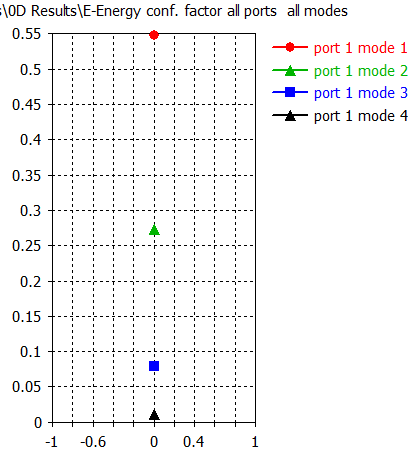 \0D Results\E-Energy conf. factor all ports all modes
0.55
0.5
0.45
0.4
0.35
0.3
0.25
0.2
0.15
0.1
0.05
0
-1 -0.6 0 0.4 1
port 1 mode 1
port 1 mode 2
port 1 mode 3
port 1 mode 4